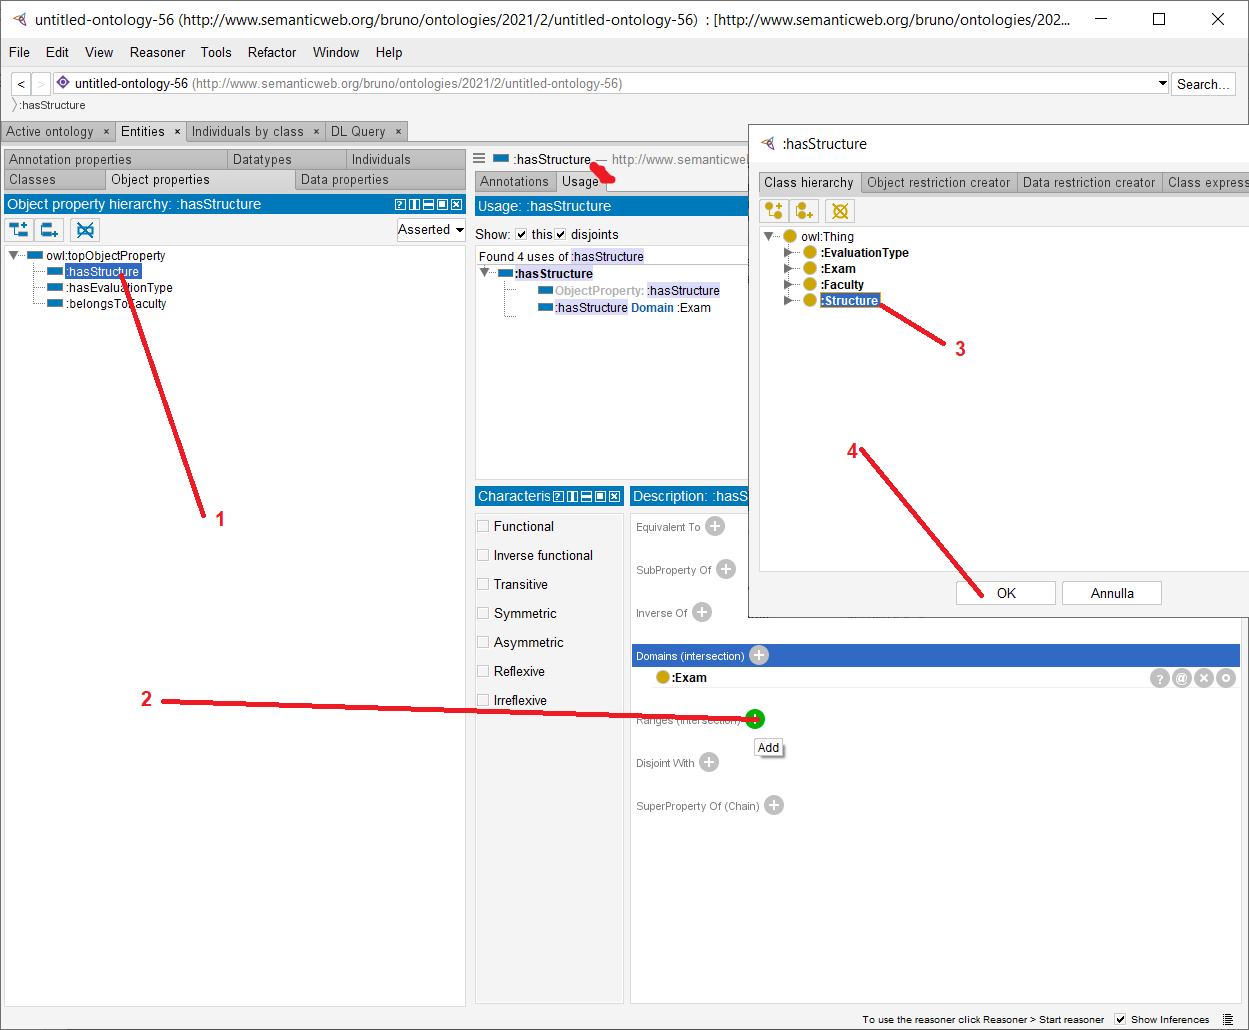 untitled-ontology-56 (http://www.semanticweb.org/bruno/ontologies/2021/2/untitled-ontology-56) : [http://www.semanticweb.org/bruno/ontologies/202...
File Edit View Reasoner Tools Refactor Window Help
< > untitled-ontology-56 (http://www.semanticweb.org/bruno/ontologies/2021/2/untitled-ontology-56) Search...
:hasStructure
Active ontology × Entities × Individuals by class × DL Query ×
Annotation properties Datatypes Individuals
Classes Object properties Data properties
Object property hierarchy: :hasStructure
Asserted
owl:topObjectProperty
:hasStructure
:hasEvaluationType
:belongsToFaculty
1
:hasStructure — http://www.semanticwe
Annotations Usage
Usage: :hasStructure
Show: this disjoints
Found 4 uses of :hasStructure
:hasStructure
ObjectProperty: :hasStructure
:hasStructure Domain :Exam
Characteris
Functional
Inverse functional
Transitive
Symmetric
Asymmetric
Reflexive
Irreflexive
2
Description: :hasS
Equivalent To
SubProperty Of
Inverse Of
Domains (intersection)
:Exam
Ranges (intersection)
Add
Disjoint With
SuperProperty Of (Chain)
:hasStructure
Class hierarchy Object restriction creator Data restriction creator Class express
owl:Thing
:EvaluationType
:Exam
:Faculty
:Structure
3
4
OK Annulla
To use the reasoner click Reasoner > Start reasoner Show Inferences